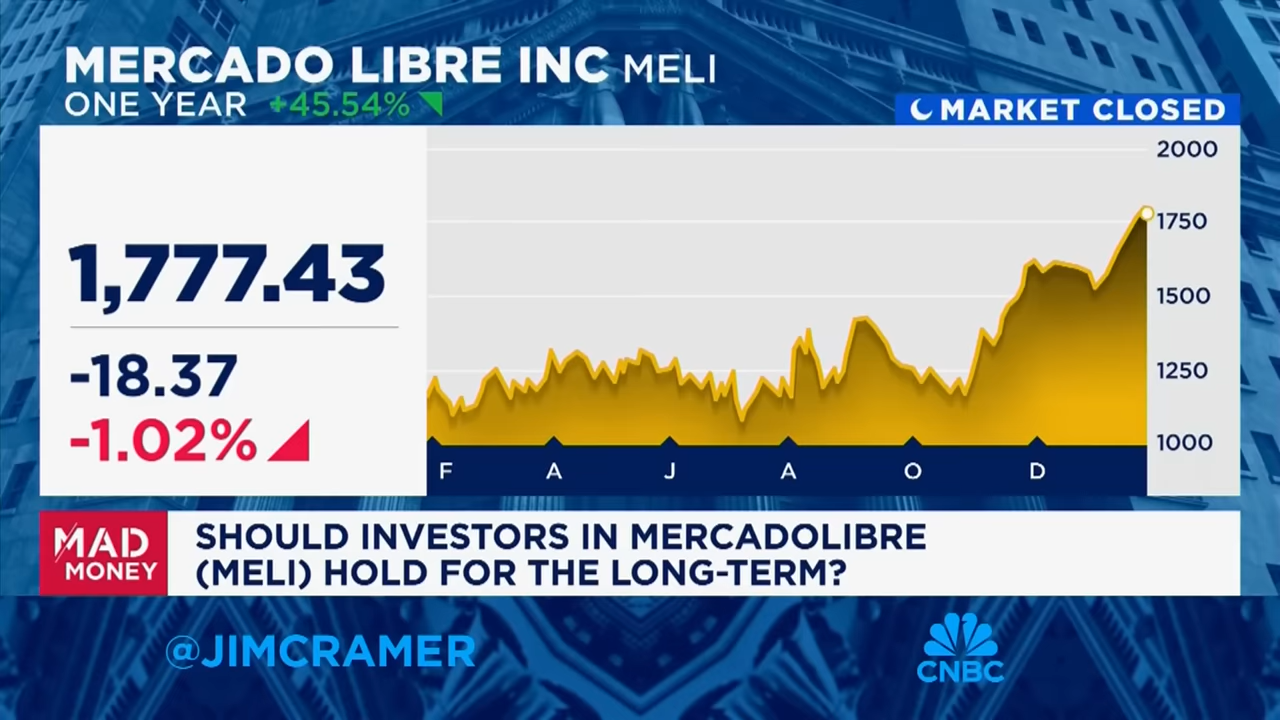 MERCADO LIBRE INC MELI
ONE YEAR +45.54%
MARKET CLOSED
1,777.43
-18.37
-1.02%
2000
1750
1500
1250
1000
F A J A O D
MAD
MONEY
SHOULD INVESTORS IN MERCADOLIBRE
(MELI) HOLD FOR THE LONG-TERM?
@JIMCRAMER
CNBC